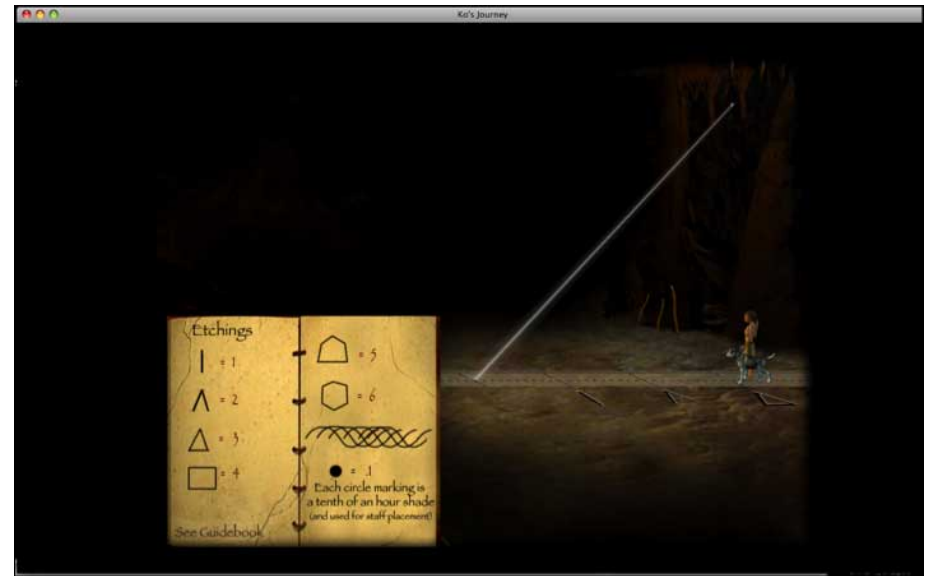 Ko's Journey
Etchings
= 1
= 2
= 3
= 4
See Guidebook
= 5
= 6
= .1
Each circle marking is
a tenth of an hour shade
(and used for staff placement!)